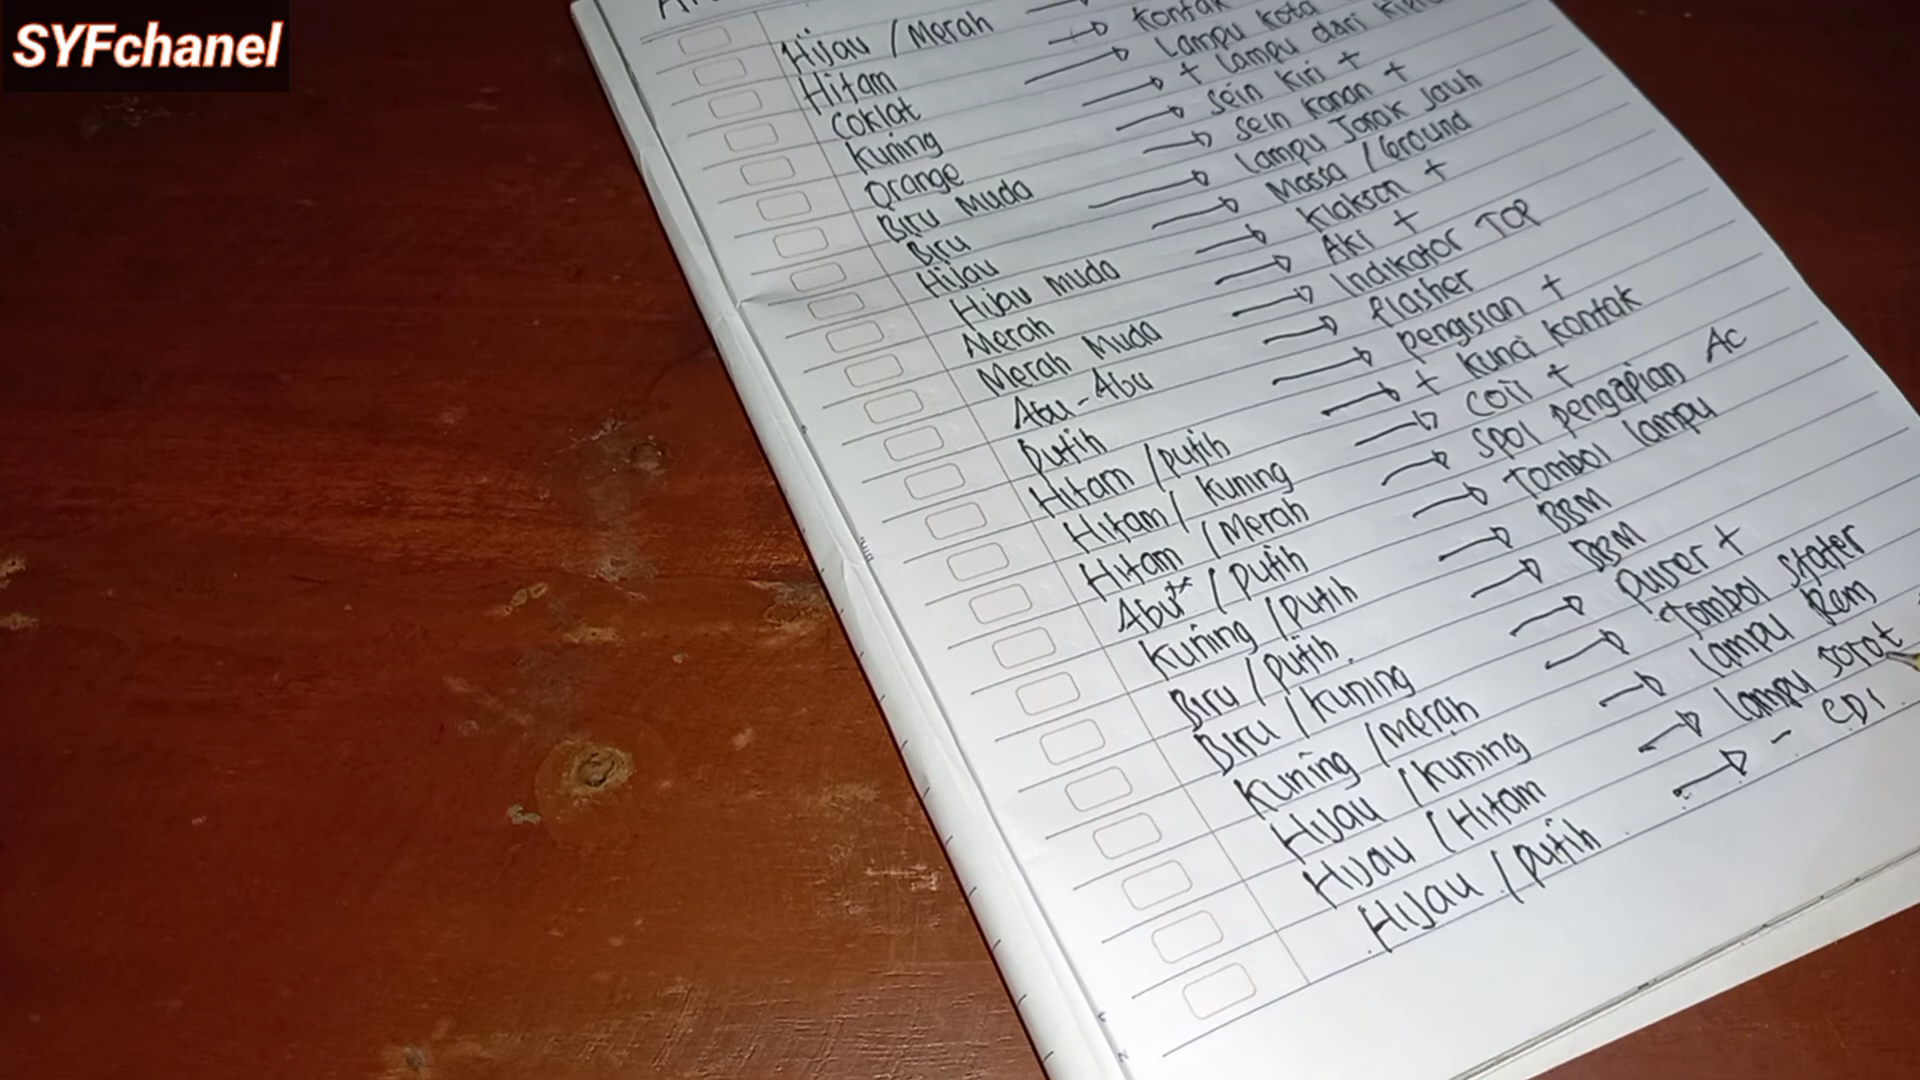 SYFchanel
Hijau / Merah →
Hitam → Kontak
Coklat → Lampu kota
Kuning → + lampu dari
Orange → sein kiri +
Biru Muda → sein kanan +
Biru → lampu Jarak Jauh
Hijau → Massa / Ground
Hijau muda → klakson +
Merah → Aki +
Merah Muda → Indikator TOP
Abu-Abu → flasher
Putih → pengisian +
Hitam / putih → + kunci kontak
Hitam / kuning → coil +
Hitam / Merah → spol pengapian AC
Abu" / putih → Tombol lampu
Kuning / putih → BBM
Biru / putih → BBM
Biru / kuning → pulser +
Kuning / merah → Tombol stater
Hijau / kuning → lampu Rem
Hijau / Hitam → lampu sorot
Hijau / putih → - CDI